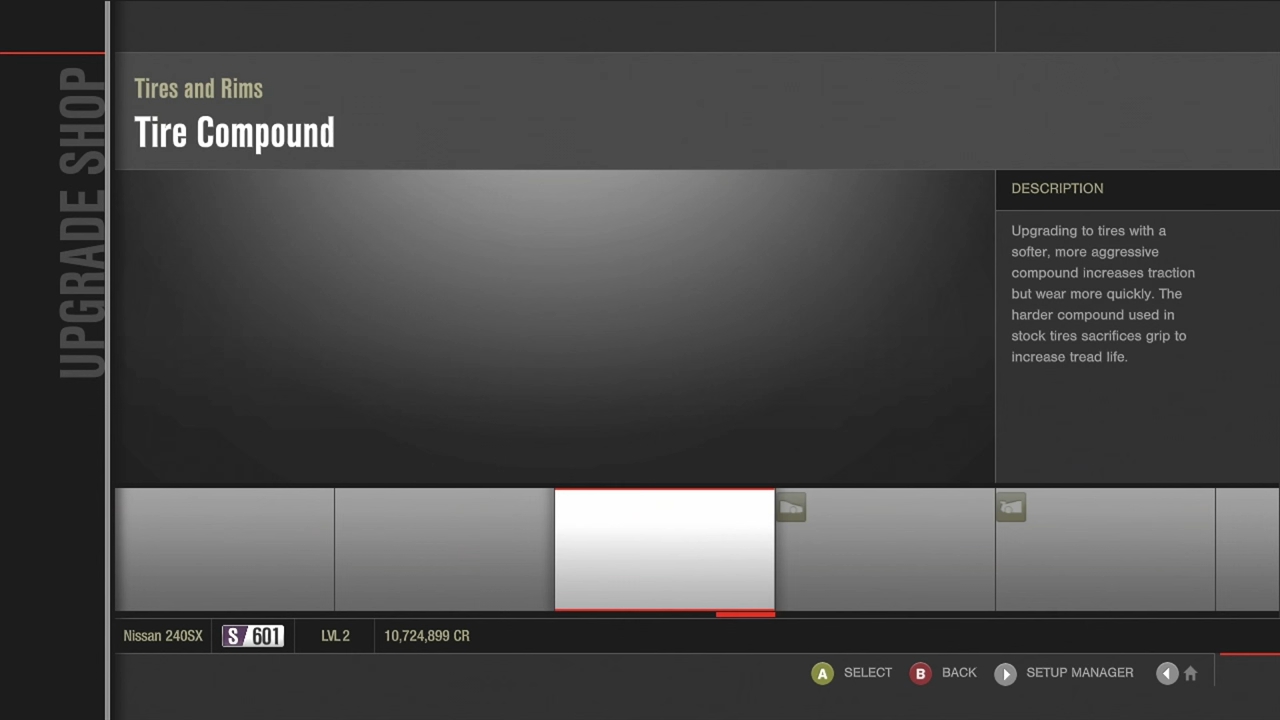 UPGRADE SHOP
Tires and Rims
Tire Compound
DESCRIPTION
Upgrading to tires with a
softer, more aggressive
compound increases traction
but wear more quickly. The
harder compound used in
stock tires sacrifices grip to
increase tread life.
Nissan 240SX S 601 LVL 2 10,724,899 CR
A SELECT B BACK SETUP MANAGER